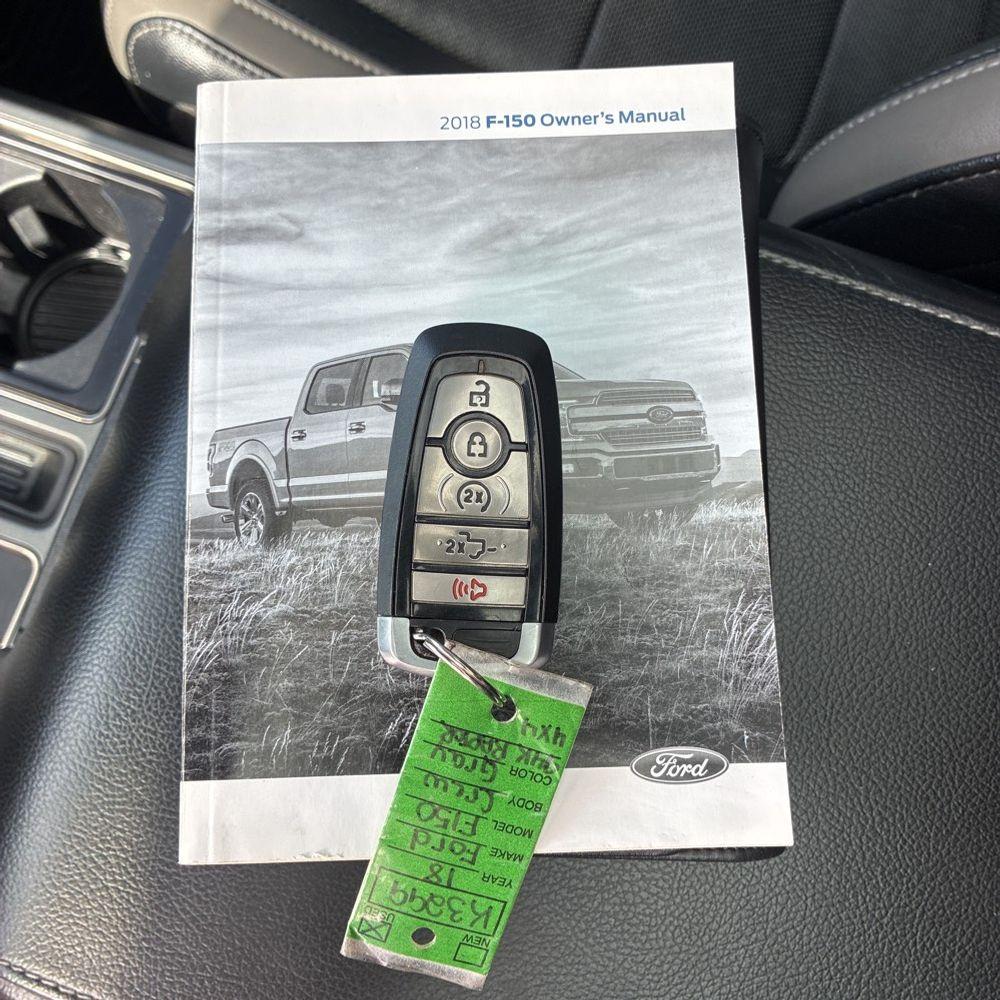 2018 F-150 Owner's Manual
2x
2x
Ford
NEW
USED
K3299
YEAR 18
MAKE Ford
MODEL F150
BODY Crew
COLOR Gray
4X4